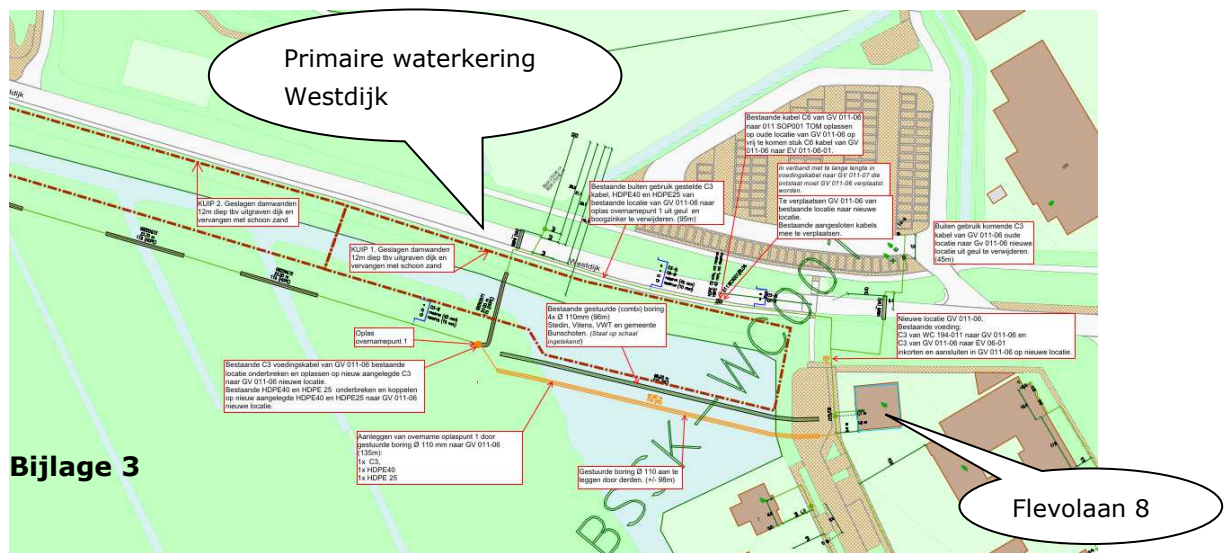 Primaire waterkering
Westdijk
Westdijk
KUIP 2. Geslagen damwanden
12m diep tbv uitgraven dijk en
vervangen met schoon zand
KUIP 1. Geslagen damwanden
12m diep tbv uitgraven dijk en
vervangen met schoon zand
Bestaande buiten gebruik gestelde C3
kabel, HDPE40 en HDPE25 van
bestaande locatie van GV 011-06 naar
oplas overnamepunt 1 uit geul en
boogzinker te verwijderen. (95m)
Bestaande kabel C6 van GV 011-06
naar 011 SOP001 TOM oplassen
op oude locatie van GV 011-06 op
vrij te komen stuk C6 kabel van GV
011-06 naar EV 011-06-01.
In verband met te lange lengte in
voedingskabel naar GV 011-07 die
ontstaat moet GV 011-06 verplaatst
worden.
Te verplaatsen GV 011-06 van
bestaande locatie naar nieuwe
locatie.
Bestaande aangesloten kabels
mee te verplaatsen.
Buiten gebruik komende C3
kabel van GV 011-06 oude
locatie naar Gv 011-06 nieuwe
locatie uit geul te verwijderen.
(45m)
Westdijk
Bestaande gestuurde (combi) boring
4x Ø 110mm (96m)
Stedin, Vitens, VWT en gemeente
Bunschoten. (Staat op schaal
ingetekend)
Nieuwe locatie GV 011-06.
Bestaande voeding:
C3 van WC 194-011 naar GV 011-06 en
C3 van GV 011-06 naar EV 06-01
inkorten en aansluiten in GV 011-06 op nieuwe locatie.
Oplas
overnamepunt 1
Bestaande C3 voedingskabel van GV 011-06 bestaande
locatie onderbreken en oplassen op nieuw aangelegde C3
naar GV 011-06 nieuwe locatie.
Bestaande HDPE40 en HDPE 25 onderbreken en koppelen
op nieuw aangelegde HDPE40 en HDPE25 naar GV 011-06
nieuwe locatie.
Aanleggen van overname oplaspunt 1 door
gestuurde boring Ø 110 mm naar GV 011-06
(135m):
1x C3,
1x HDPE40
1x HDPE 25
Gestuurde boring Ø 110 aan te
leggen door derden. (+/- 98m)
Bijlage 3
Flevolaan 8